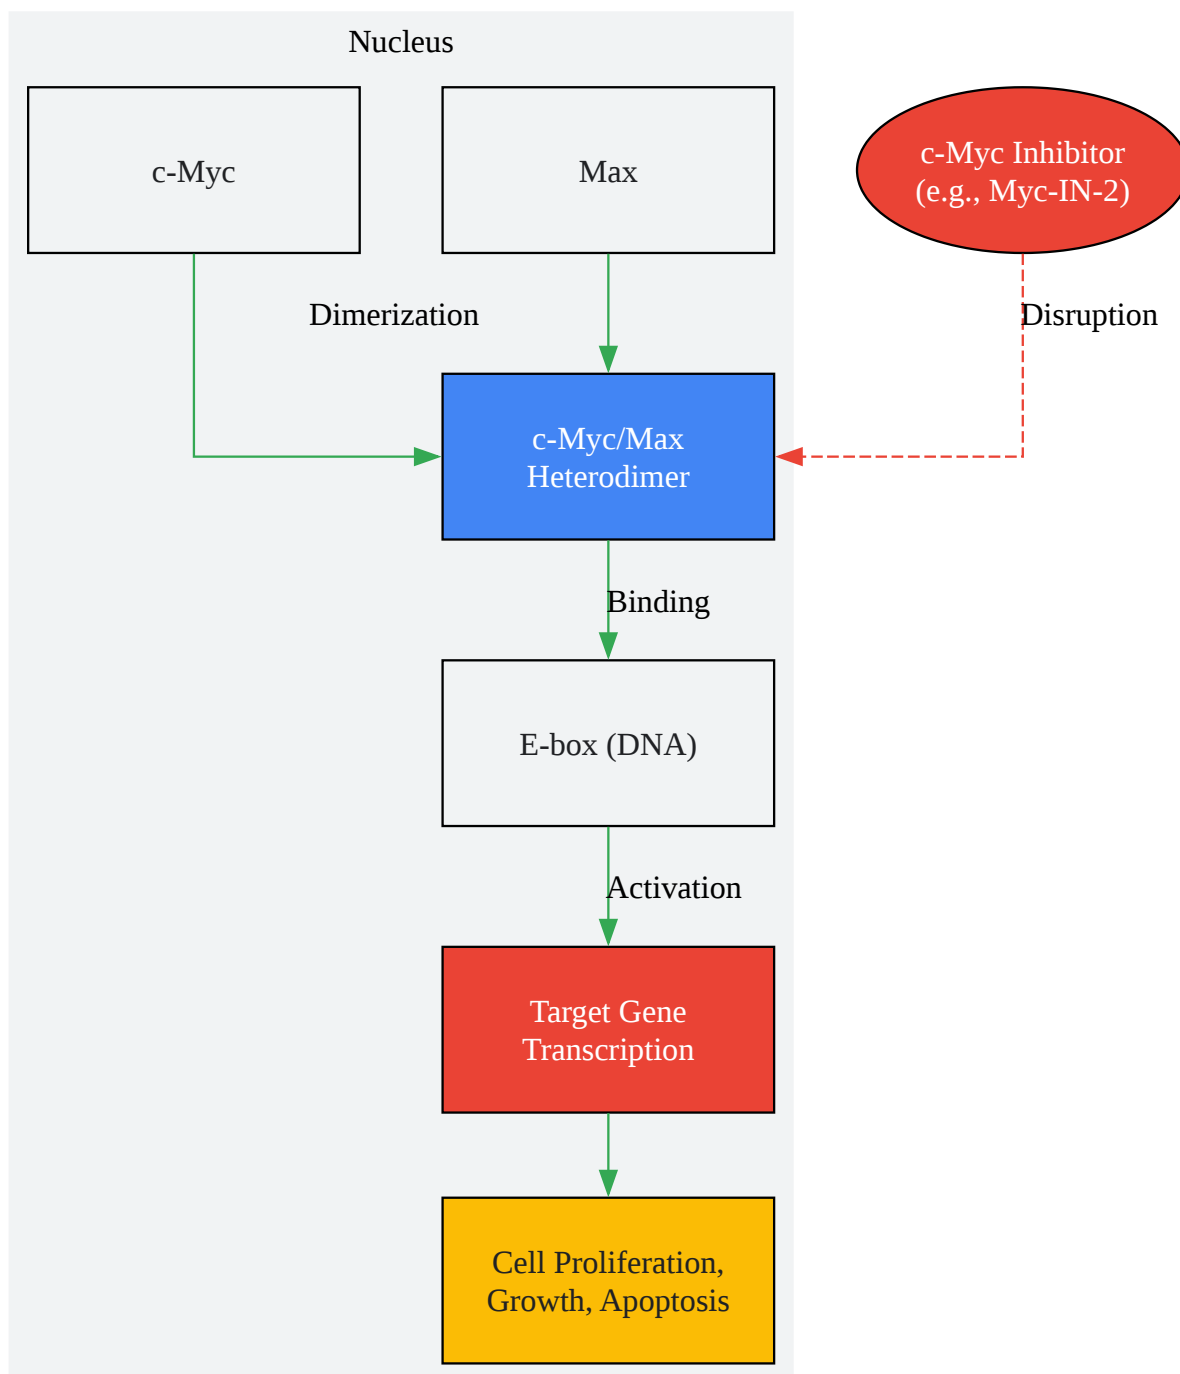 Nucleus
c-Myc
Max
c-Myc Inhibitor
(e.g., Myc-IN-2)
Dimerization
Disruption
c-Myc/Max
Heterodimer
Binding
E-box (DNA)
Activation
Target Gene
Transcription
Cell Proliferation,
Growth, Apoptosis